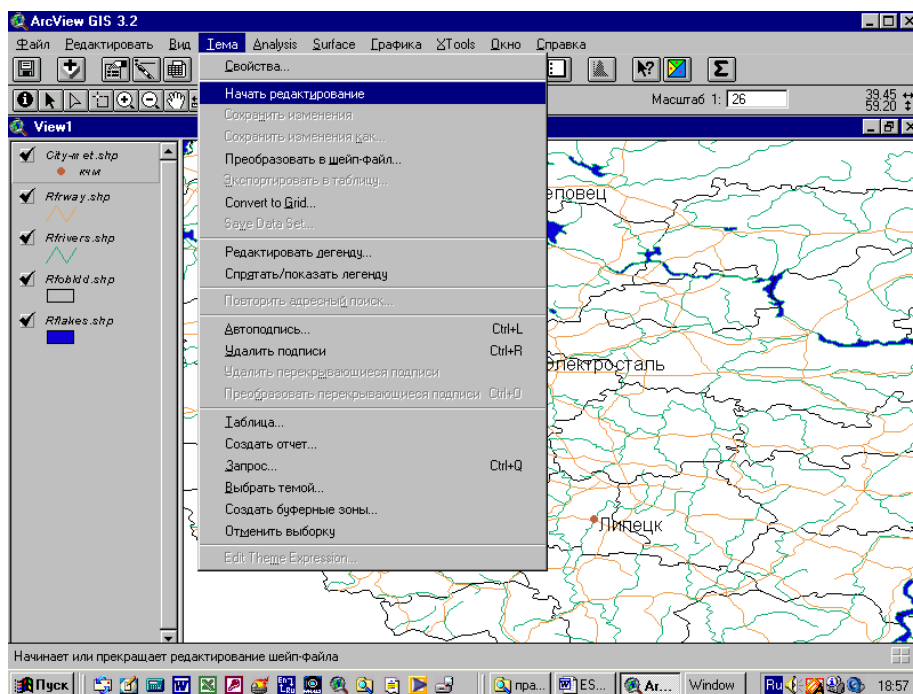 ArcView GIS 3.2
Файл Редактировать Вид Тема Analysis Surface Графика XTools Окно Справка
Масштаб 1: 26
39.45
59.20
View1
City-met.shp
кчм
Rfrway.shp
Rfrivers.shp
Rfobldd.shp
Rflakes.shp
Свойства...
Начать редактирование
Сохранить изменения
Сохранить изменения как...
Преобразовать в шейп-файл...
Экспортировать в таблицу...
Convert to Grid...
Save Data Set...
Редактировать легенду...
Спрятать/показать легенду
Повторить адресный поиск...
Автоподпись... Ctrl+L
Удалить подписи Ctrl+R
Удалить перекрывающиеся подписи
Преобразовать перекрывающиеся подписи Ctrl+O
Таблица...
Создать отчет...
Запрос... Ctrl+Q
Выбрать темой...
Создать буферные зоны...
Отменить выборку
Edit Theme Expression...
еповец
Электросталь
Липецк
Начинает или прекращает редактирование шейп-файла
Пуск пра... ES... Ar... Window Ru 18:57